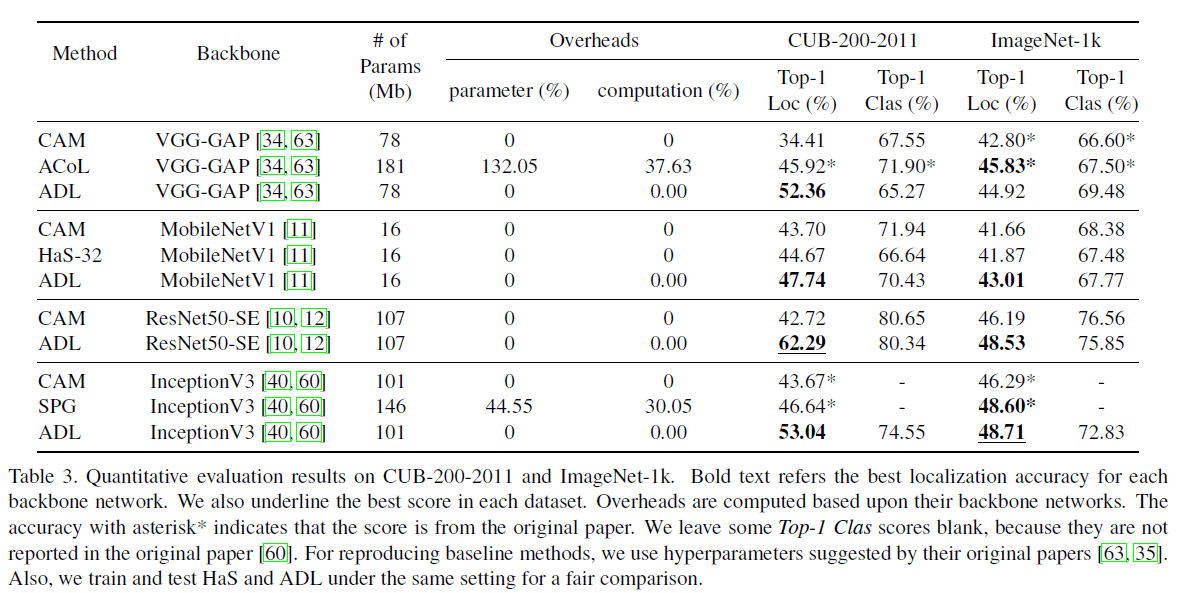 Method Backbone # of Params (Mb) Overheads CUB-200-2011 ImageNet-1k
parameter (%) computation (%) Top-1 Loc (%) Top-1 Clas (%) Top-1 Loc (%) Top-1 Clas (%)
CAM VGG-GAP [34, 63] 78 0 0 34.41 67.55 42.80* 66.60*
ACoL VGG-GAP [34, 63] 181 132.05 37.63 45.92* 71.90* 45.83* 67.50*
ADL VGG-GAP [34, 63] 78 0 0.00 52.36 65.27 44.92 69.48
CAM MobileNetV1 [11] 16 0 0 43.70 71.94 41.66 68.38
HaS-32 MobileNetV1 [11] 16 0 0 44.67 66.64 41.87 67.48
ADL MobileNetV1 [11] 16 0 0.00 47.74 70.43 43.01 67.77
CAM ResNet50-SE [10, 12] 107 0 0 42.72 80.65 46.19 76.56
ADL ResNet50-SE [10, 12] 107 0 0.00 62.29 80.34 48.53 75.85
CAM InceptionV3 [40, 60] 101 0 0 43.67* - 46.29* -
SPG InceptionV3 [40, 60] 146 44.55 30.05 46.64* - 48.60* -
ADL InceptionV3 [40, 60] 101 0 0.00 53.04 74.55 48.71 72.83
Table 3. Quantitative evaluation results on CUB-200-2011 and ImageNet-1k. Bold text refers the best localization accuracy for each
backbone network. We also underline the best score in each dataset. Overheads are computed based upon their backbone networks. The
accuracy with asterisk* indicates that the score is from the original paper. We leave some Top-1 Clas scores blank, because they are not
reported in the original paper [60]. For reproducing baseline methods, we use hyperparameters suggested by their original papers [63, 35].
Also, we train and test HaS and ADL under the same setting for a fair comparison.